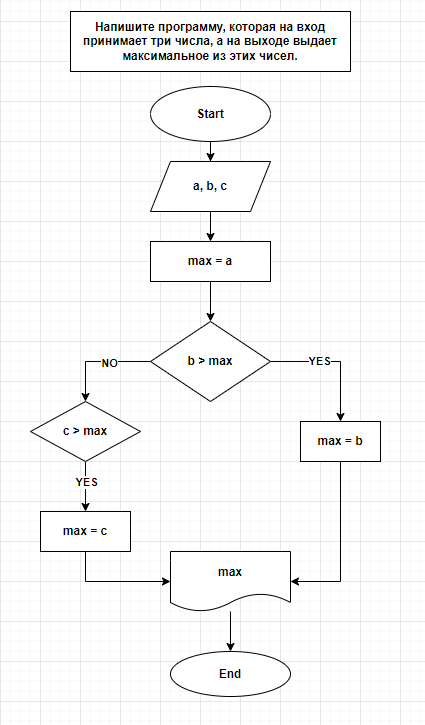 Напишите программу, которая на вход
принимает три числа, а на выходе выдает
максимальное из этих чисел.
Start
a, b, c
max = a
b > max
NO
YES
c > max
max = b
YES
max = c
max
End